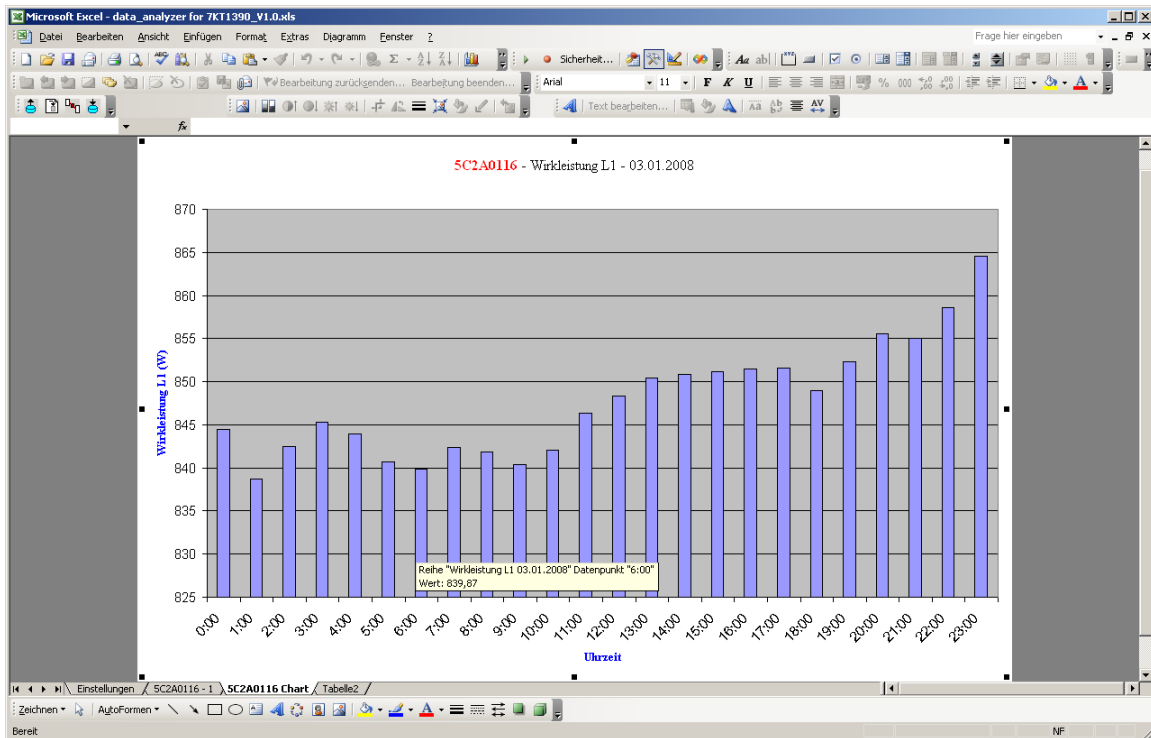 Microsoft Excel - data_analyzer for 7KT1390_V1.0.xls
Datei Bearbeiten Ansicht Einfügen Format Extras Diagramm Fenster ? Frage hier eingeben
Sicherheit...
Bearbeitung zurücksenden... Bearbeitung beenden... Arial 11 F K U % 000
Text bearbeiten...
fx
5C2A0116 - Wirkleistung L1 - 03.01.2008
Wirkleistung L1 (W)
870
865
860
855
850
845
840
835
830
825
Reihe "Wirkleistung L1 03.01.2008" Datenpunkt "6:00"
Wert: 839,87
0:00 1:00 2:00 3:00 4:00 5:00 6:00 7:00 8:00 9:00 10:00 11:00 12:00 13:00 14:00 15:00 16:00 17:00 18:00 19:00 20:00 21:00 22:00 23:00
Uhrzeit
Einstellungen / 5C2A0116 - 1 \ 5C2A0116 Chart / Tabelle2 /
Zeichnen AutoFormen
Bereit NF